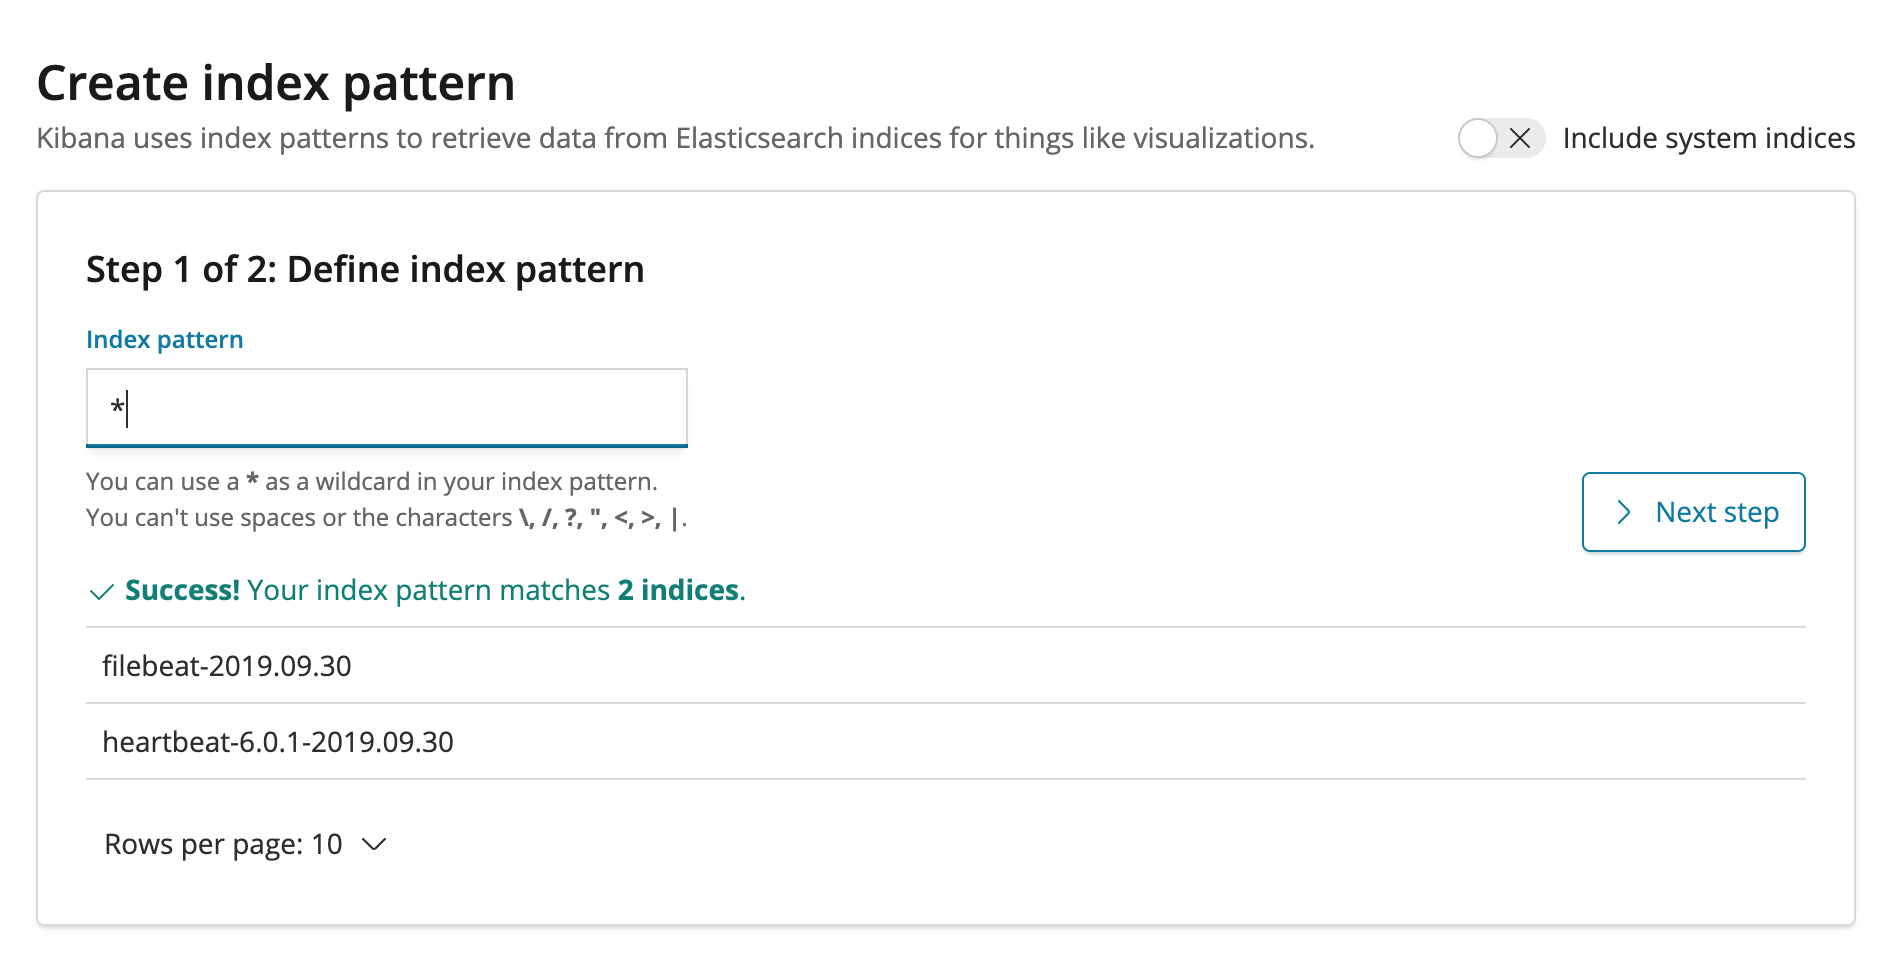 Create index pattern
Kibana uses index patterns to retrieve data from Elasticsearch indices for things like visualizations.
Include system indices
Step 1 of 2: Define index pattern
Index pattern
*
You can use a * as a wildcard in your index pattern.
You can't use spaces or the characters \, /, ?, ", <, >, |.
Next step
Success! Your index pattern matches 2 indices.
filebeat-2019.09.30
heartbeat-6.0.1-2019.09.30
Rows per page: 10